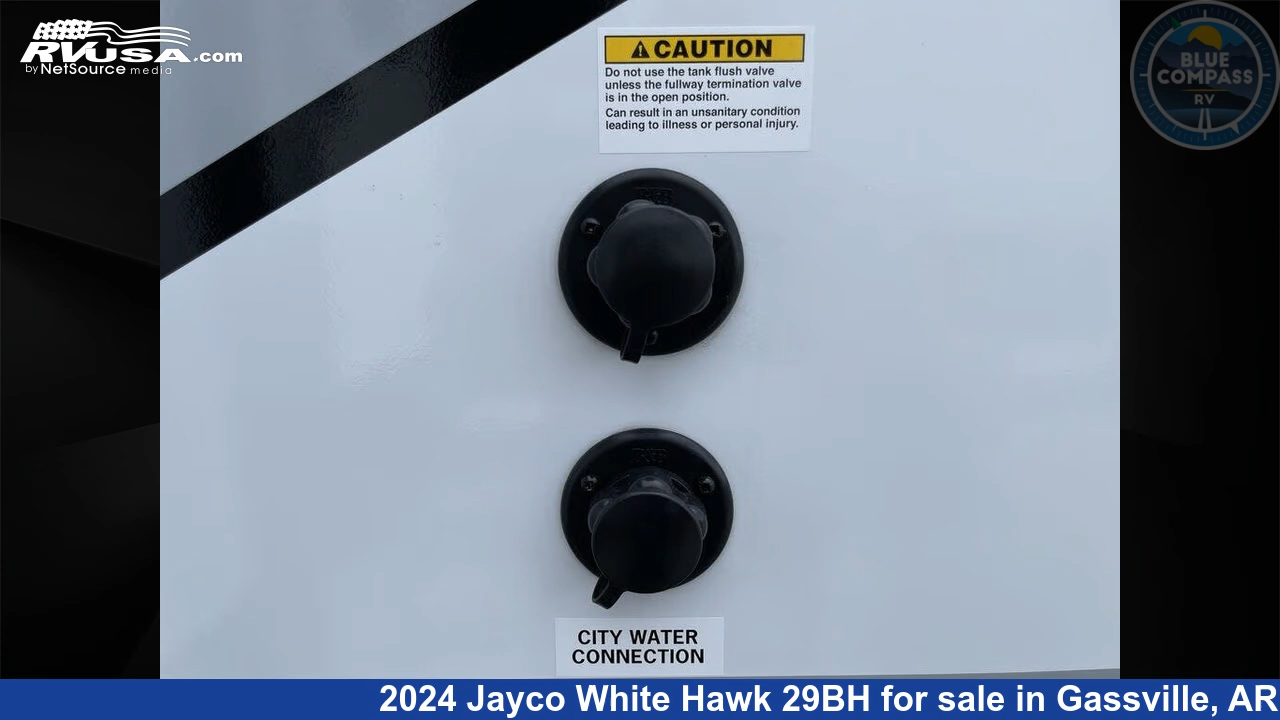 RVUSA.com
by NetSource media
BLUE
COMPASS
RV
CAUTION
Do not use the tank flush valve
unless the fullway termination valve
is in the open position.
Can result in an unsanitary condition
leading to illness or personal injury.
CITY WATER
CONNECTION
2024 Jayco White Hawk 29BH for sale in Gassville, AR